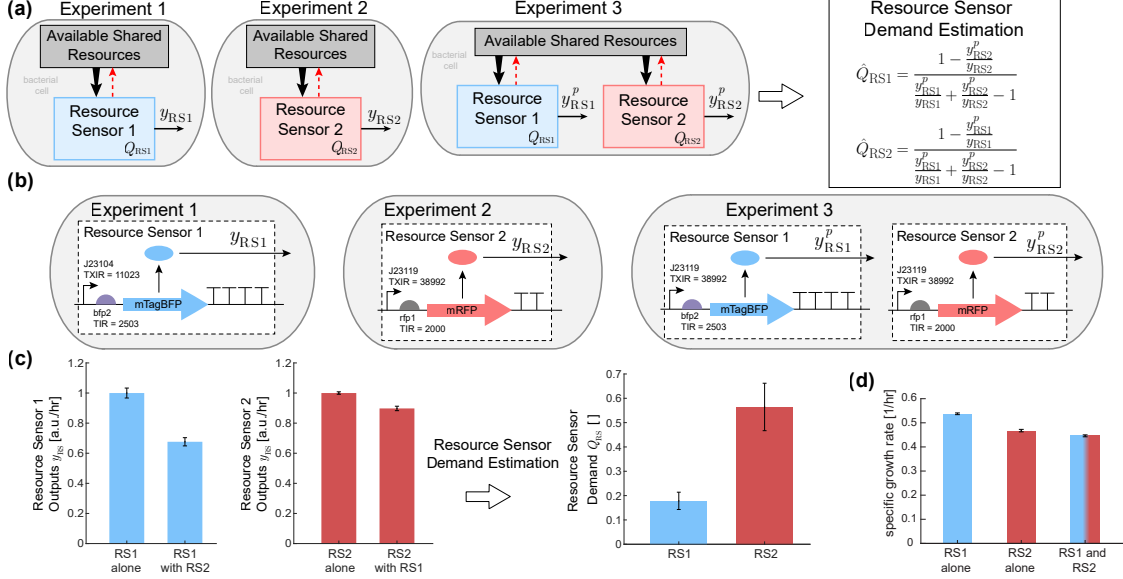 (a)
Experiment 1
Available Shared
Resources
bacterial
cell
Resource
Sensor 1
Q_RS1
y_RS1
Experiment 2
Available Shared
Resources
bacterial
cell
Resource
Sensor 2
Q_RS2
y_RS2
Experiment 3
Available Shared Resources
bacterial
cell
Resource
Sensor 1
Q_RS1
y^p_RS1
Resource
Sensor 2
Q_RS2
y^p_RS2
Resource Sensor
Demand Estimation
Q̂_RS1 = (1 − y^p_RS2/y_RS2) / (y^p_RS1/y_RS1 + y^p_RS2/y_RS2 − 1)
Q̂_RS2 = (1 − y^p_RS1/y_RS1) / (y^p_RS1/y_RS1 + y^p_RS2/y_RS2 − 1)
(b)
Experiment 1
Resource Sensor 1
y_RS1
J23104
TXIR = 11023
mTagBFP
bfp2
TIR = 2503
Experiment 2
Resource Sensor 2
y_RS2
J23119
TXIR = 38992
mRFP
rfp1
TIR = 2000
Experiment 3
Resource Sensor 1
y^p_RS1
J23119
TXIR = 38992
mTagBFP
bfp2
TIR = 2503
Resource Sensor 2
y^p_RS2
J23119
TXIR = 38992
mRFP
rfp1
TIR = 2000
(c)
Resource Sensor 1
Outputs y_RS [a.u./hr]
1.2
1
0.8
0.6
0.4
0.2
0
RS1
alone
RS1
with RS2
Resource Sensor 2
Outputs y_RS [a.u./hr]
1.2
1
0.8
0.6
0.4
0.2
0
RS2
alone
RS2
with RS1
Resource Sensor
Demand Estimation
Resource Sensor
Demand Q_RS [ ]
0.7
0.6
0.5
0.4
0.3
0.2
0.1
0
RS1
RS2
(d)
specific growth rate [1/hr]
0.6
0.5
0.4
0.3
0.2
0.1
0
RS1
alone
RS2
alone
RS1 and
RS2